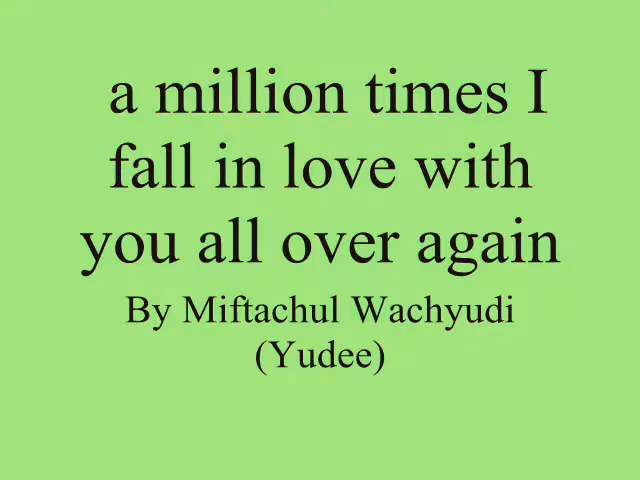 a million times I
fall in love with
you all over again
By Miftachul Wachyudi
(Yudee)